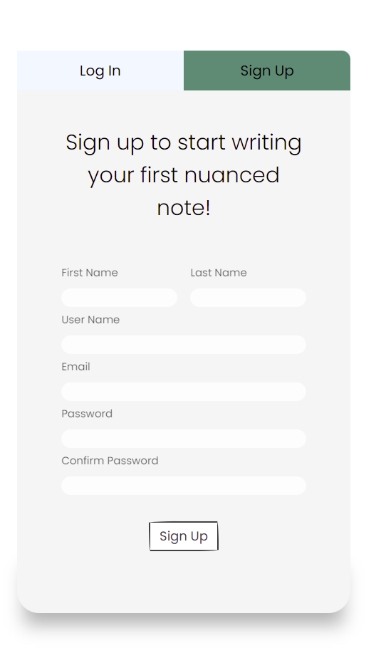 Log In
Sign Up
Sign up to start writing
your first nuanced
note!
First Name
Last Name
User Name
Email
Password
Confirm Password
Sign Up